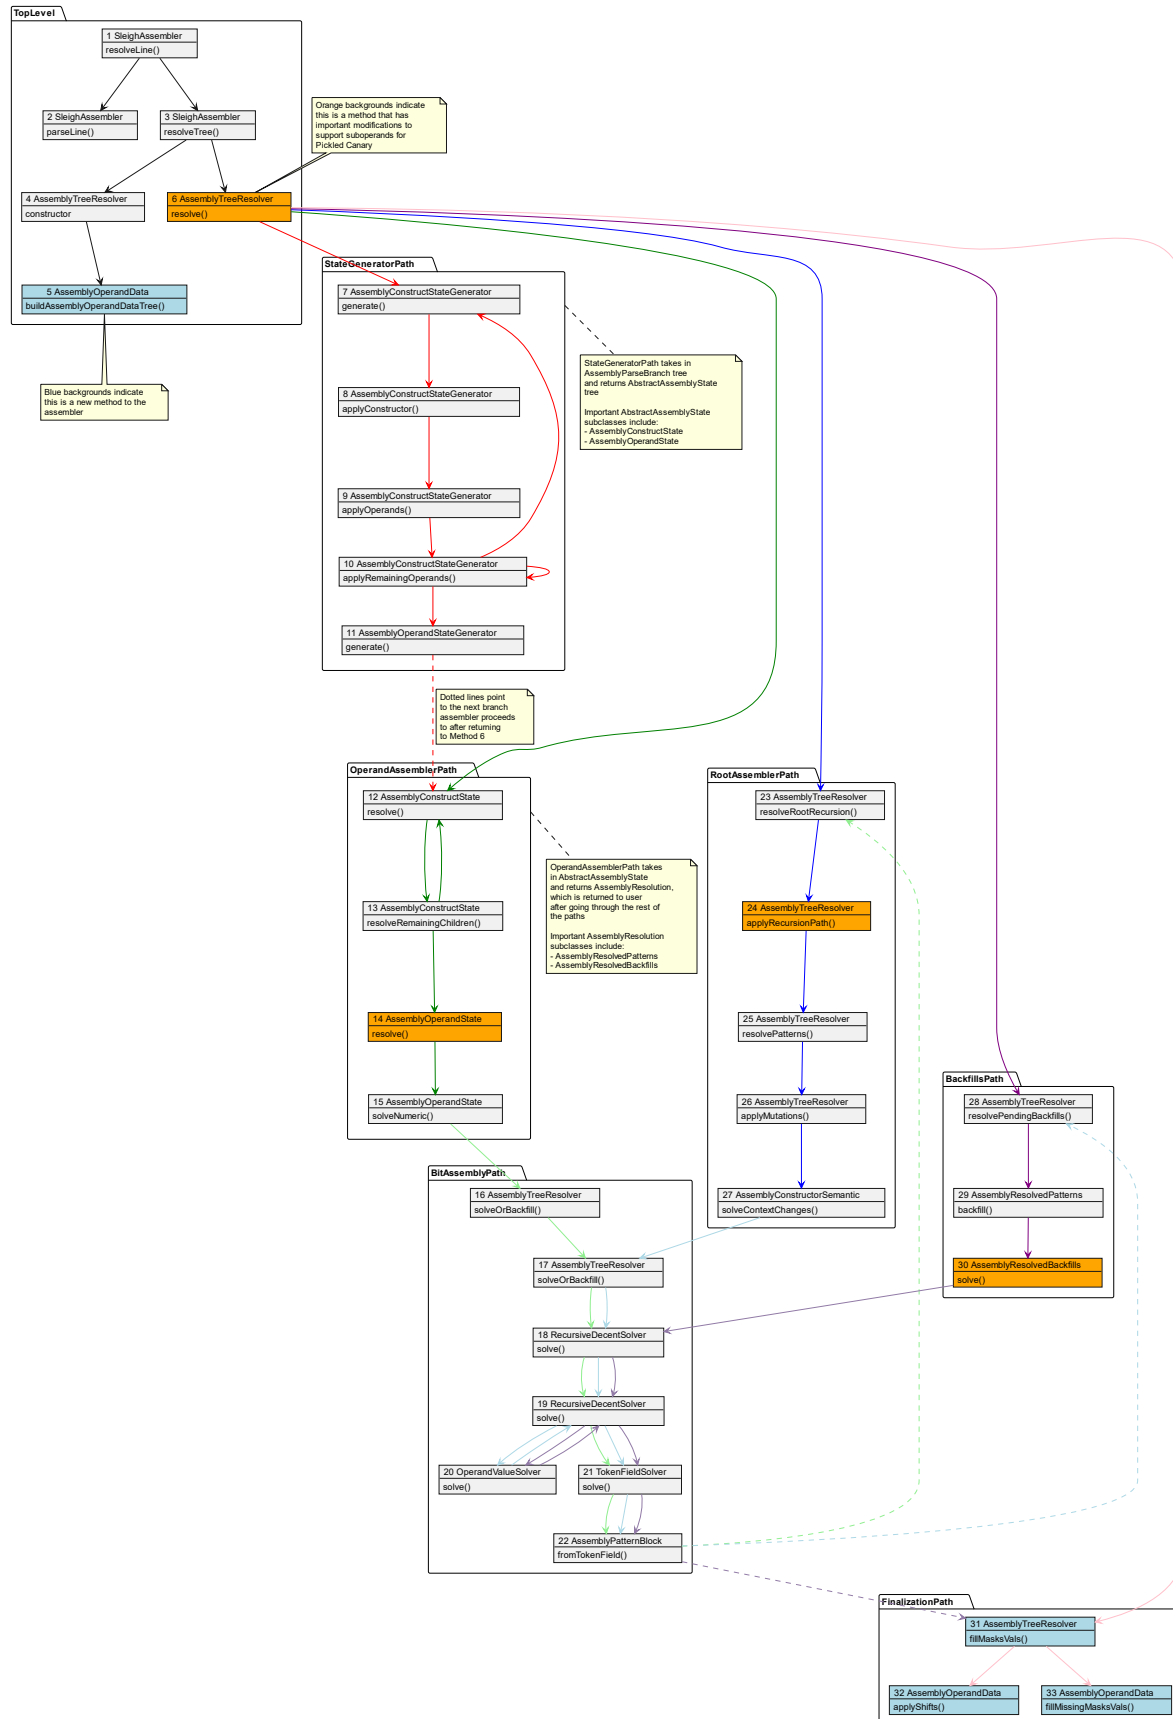 TopLevel
1 SleighAssembler
resolveLine()
2 SleighAssembler
parseLine()
3 SleighAssembler
resolveTree()
Orange backgrounds indicate
this is a method that has
important modifications to
support suboperands for
Pickled Canary
4 AssemblyTreeResolver
constructor
6 AssemblyTreeResolver
resolve()
5 AssemblyOperandData
buildAssemblyOperandDataTree()
Blue backgrounds indicate
this is a new method to the
assembler
StateGeneratorPath
7 AssemblyConstructStateGenerator
generate()
8 AssemblyConstructStateGenerator
applyConstructor()
9 AssemblyConstructStateGenerator
applyOperands()
10 AssemblyConstructStateGenerator
applyRemainingOperands()
11 AssemblyOperandStateGenerator
generate()
StateGeneratorPath takes in
AssemblyParseBranch tree
and returns AbstractAssemblyState
tree
Important AbstractAssemblyState
subclasses include:
- AssemblyConstructState
- AssemblyOperandState
Dotted lines point
to the next branch
assembler proceeds
to after returning
to Method 6
OperandAssemblerPath
12 AssemblyConstructState
resolve()
13 AssemblyConstructState
resolveRemainingChildren()
14 AssemblyOperandState
resolve()
15 AssemblyOperandState
solveNumeric()
OperandAssemblerPath takes
in AbstractAssemblyState
and returns AssemblyResolution,
which is returned to user
after going through the rest of
the paths
Important AssemblyResolution
subclasses include:
- AssemblyResolvedPatterns
- AssemblyResolvedBackfills
RootAssemblerPath
23 AssemblyTreeResolver
resolveRootRecursion()
24 AssemblyTreeResolver
applyRecursionPath()
25 AssemblyTreeResolver
resolvePatterns()
26 AssemblyTreeResolver
applyMutations()
27 AssemblyConstructorSemantic
solveContextChanges()
BackfillsPath
28 AssemblyTreeResolver
resolvePendingBackfills()
29 AssemblyResolvedPatterns
backfill()
30 AssemblyResolvedBackfills
solve()
BitAssemblyPath
16 AssemblyTreeResolver
solveOrBackfill()
17 AssemblyTreeResolver
solveOrBackfill()
18 RecursiveDecentSolver
solve()
19 RecursiveDecentSolver
solve()
20 OperandValueSolver
solve()
21 TokenFieldSolver
solve()
22 AssemblyPatternBlock
fromTokenField()
FinalizationPath
31 AssemblyTreeResolver
fillMasksVals()
32 AssemblyOperandData
applyShifts()
33 AssemblyOperandData
fillMissingMasksVals()